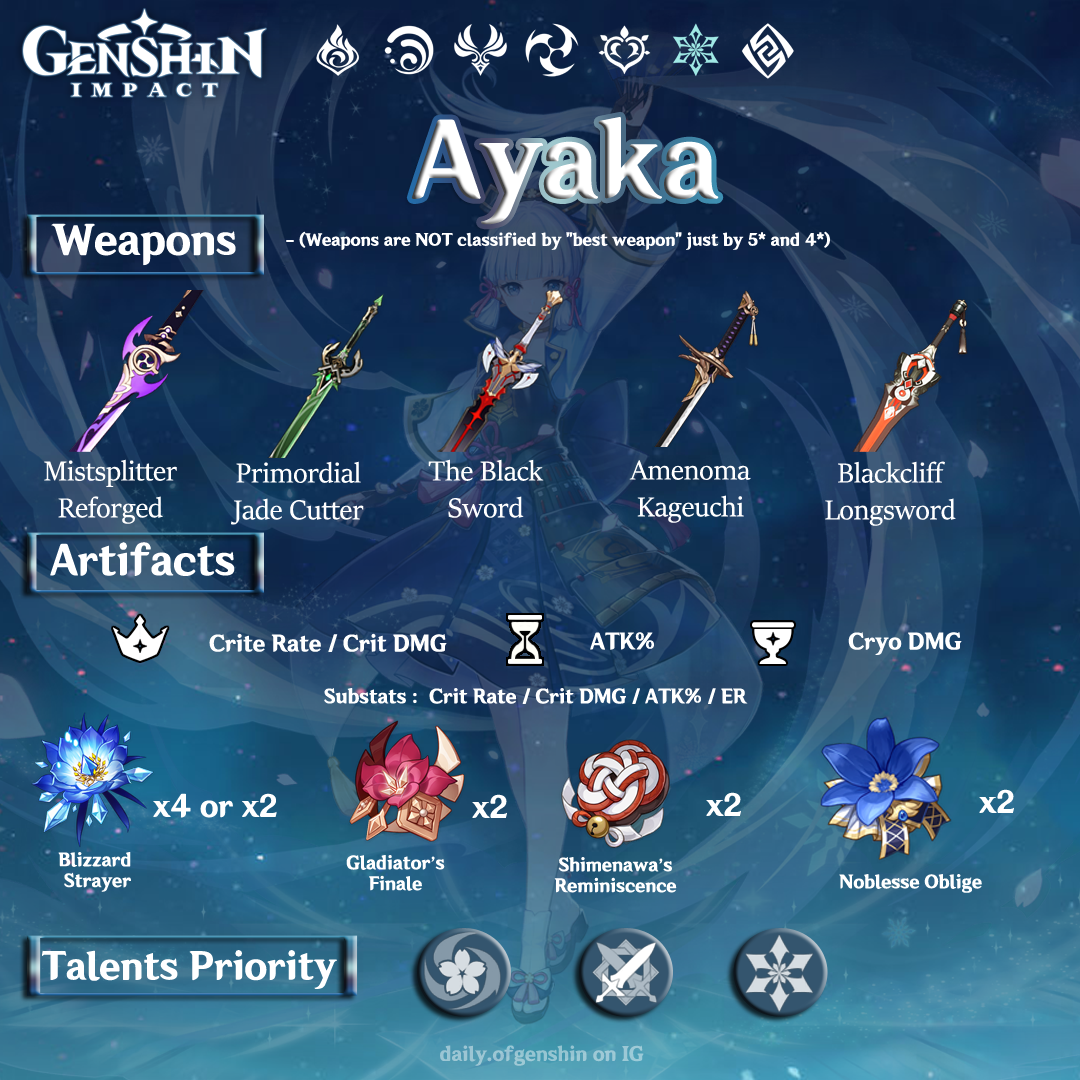 GENSHIN
IMPACT
Ayaka
Weapons
- (Weapons are NOT classified by "best weapon" just by 5* and 4*)
Mistsplitter
Reforged
Primordial
Jade Cutter
The Black
Sword
Amenoma
Kageuchi
Blackcliff
Longsword
Artifacts
Crite Rate / Crit DMG
ATK%
Cryo DMG
Substats : Crit Rate / Crit DMG / ATK% / ER
x4 or x2
x2
x2
x2
Blizzard
Strayer
Gladiator's
Finale
Shimenawa's
Reminiscence
Noblesse Oblige
Talents Priority
daily.ofgenshin on IG